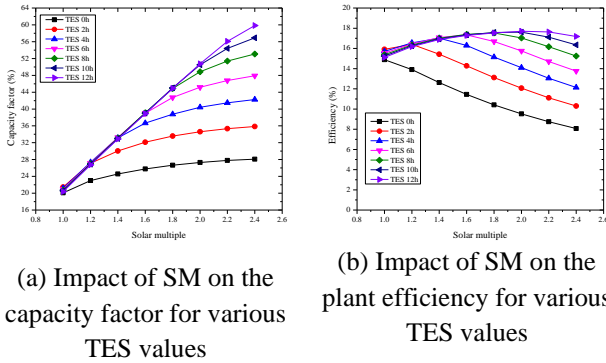 (a)
64
60
56
52
48
44
40
36
32
28
24
20
16
Capacity factor (%)
TES 0h
TES 2h
TES 4h
TES 6h
TES 8h
TES 10h
TES 12h
0.8 1.0 1.2 1.4 1.6 1.8 2.0 2.2 2.4 2.6
Solar multiple
(b)
20
18
16
14
12
10
8
6
4
2
0
Efficiency (%)
TES 0h
TES 2h
TES 4h
TES 6h
TES 8h
TES 10h
TES 12h
0.8 1.0 1.2 1.4 1.6 1.8 2.0 2.2 2.4 2.6
Solar multiple
(a) Impact of SM on the
capacity factor for various
TES values
(b) Impact of SM on the
plant efficiency for various
TES values